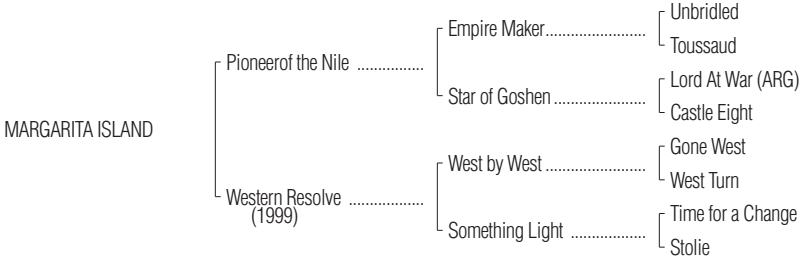 Unbridled
Empire Maker.......................
Toussaud
Pioneerof the Nile ................
Lord At War (ARG)
Star of Goshen......................
Castle Eight
MARGARITA ISLAND
Gone West
West by West ........................
West Turn
Western Resolve ..................
(1999)
Time for a Change
Something Light ..................
Stolie